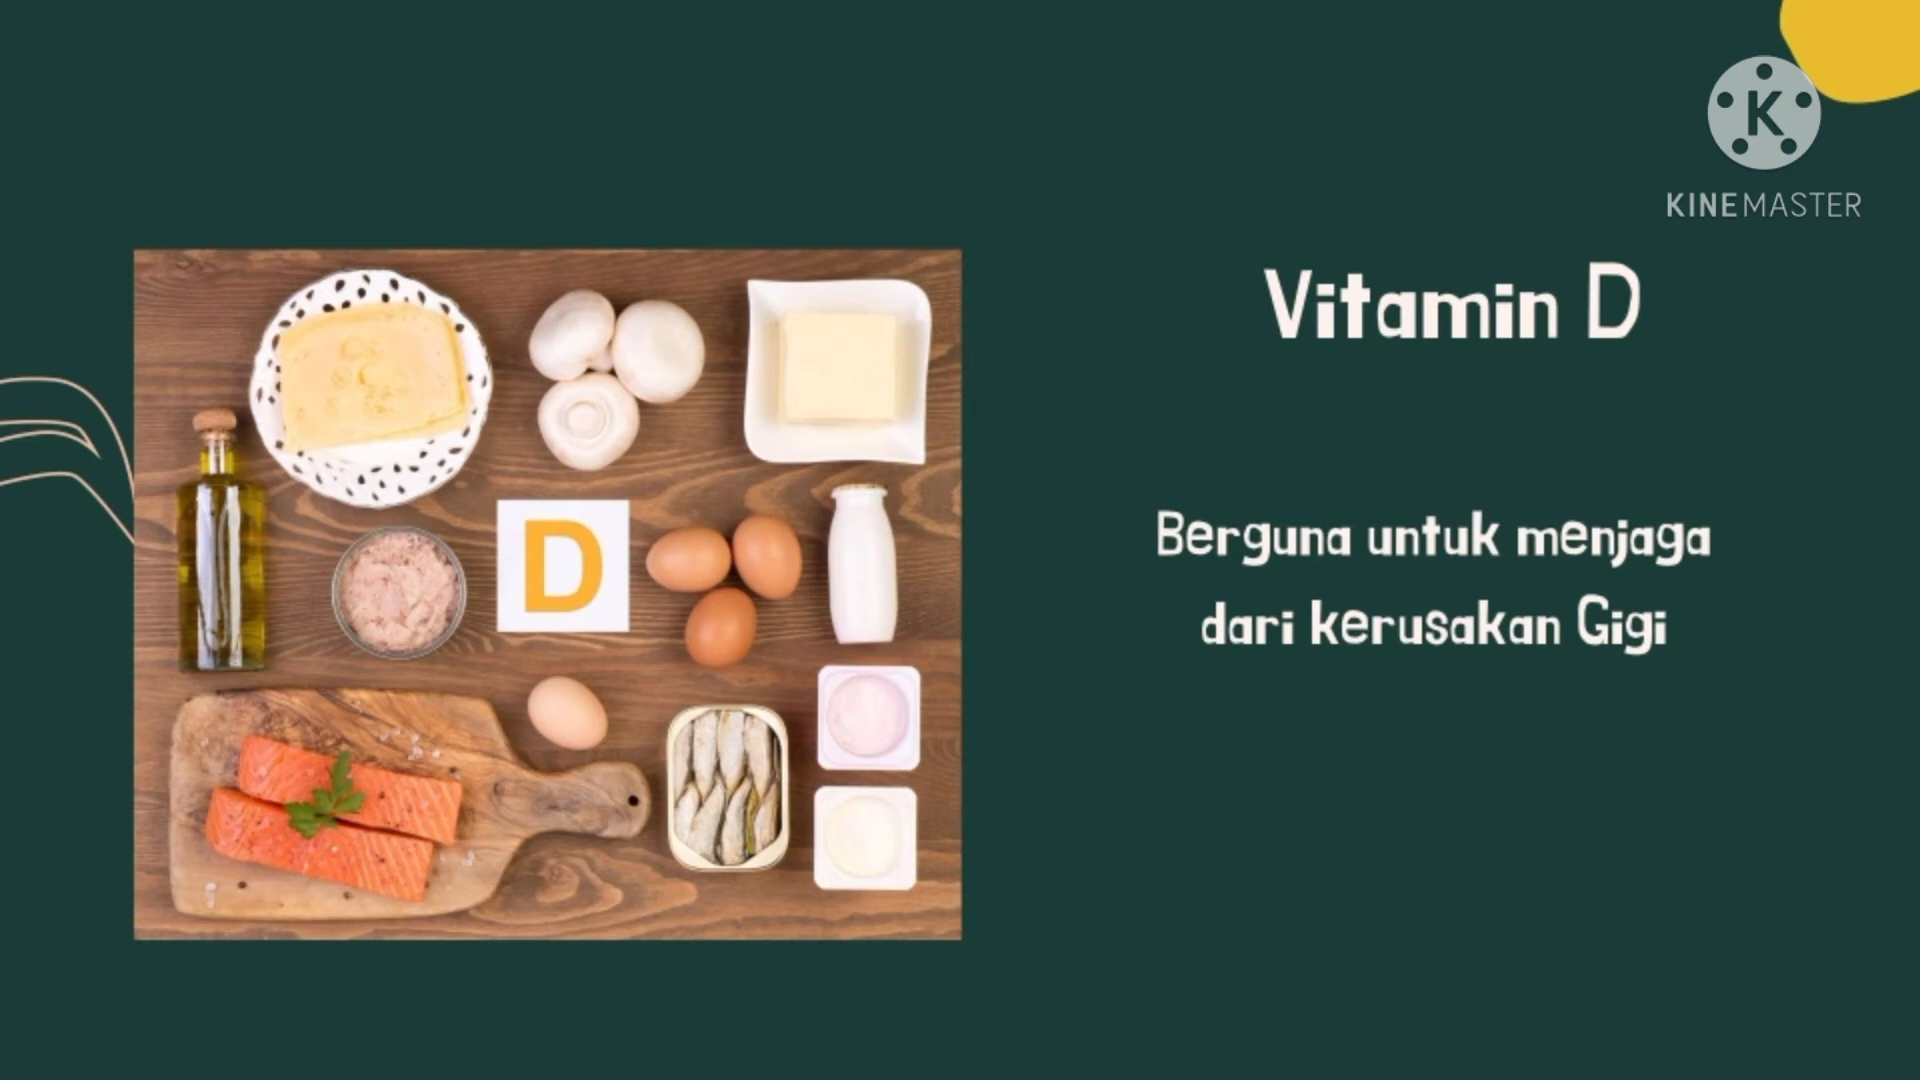 K
KINEMASTER
Vitamin D
D
Berguna untuk menjaga
dari kerusakan Gigi